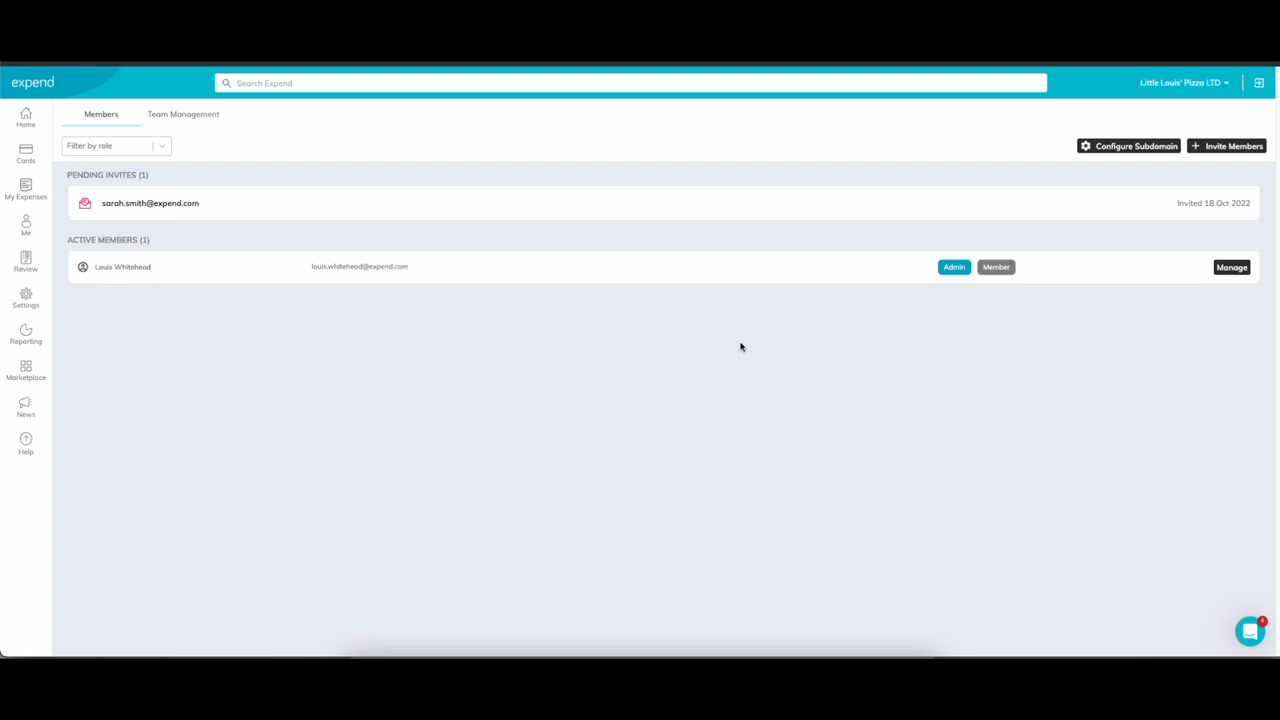 expend
Search Expend
Little Louis' Pizza LTD
Home
Cards
My Expenses
Me
Review
Settings
Reporting
Marketplace
News
Help
Members
Team Management
Filter by role
Configure Subdomain
Invite Members
PENDING INVITES (1)
sarah.smith@expend.com
Invited 18 Oct 2022
ACTIVE MEMBERS (1)
Louis Whitehead
louis.whitehead@expend.com
Admin
Member
Manage
4